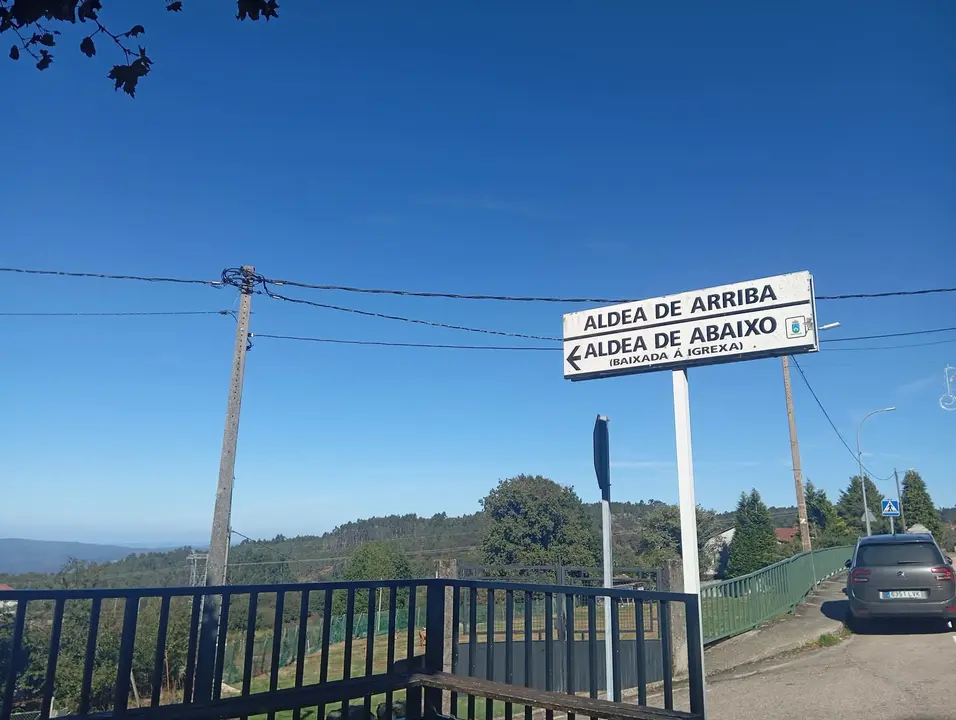 ALDEA DE ARRIBA
ALDEA DE ABAIXO
(BAIXADA Á IGREXA)